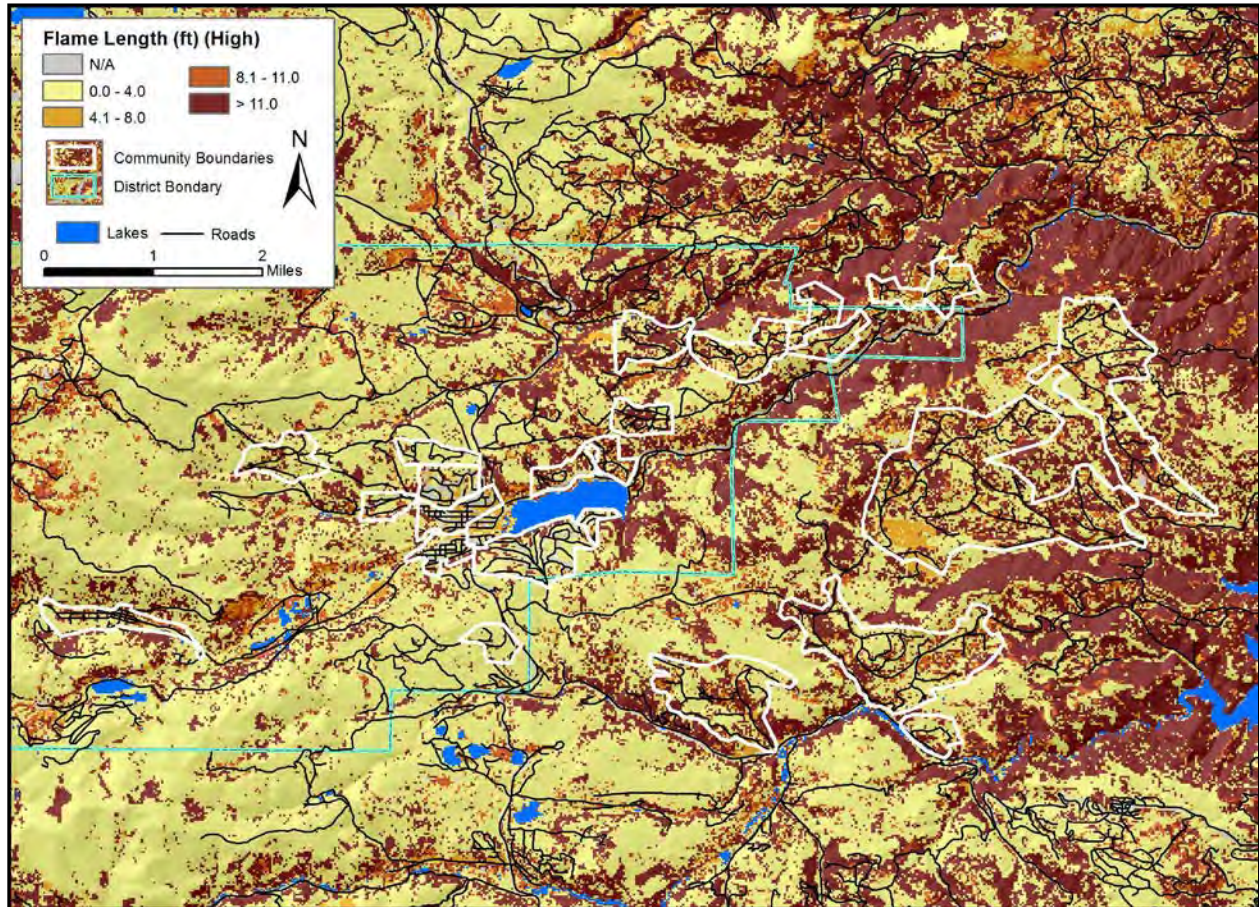 Flame Length (ft) (High)
N/A
0.0 - 4.0
4.1 - 8.0
8.1 - 11.0
> 11.0
Community Boundaries
District Bondary
N
Lakes
Roads
0 1 2
Miles